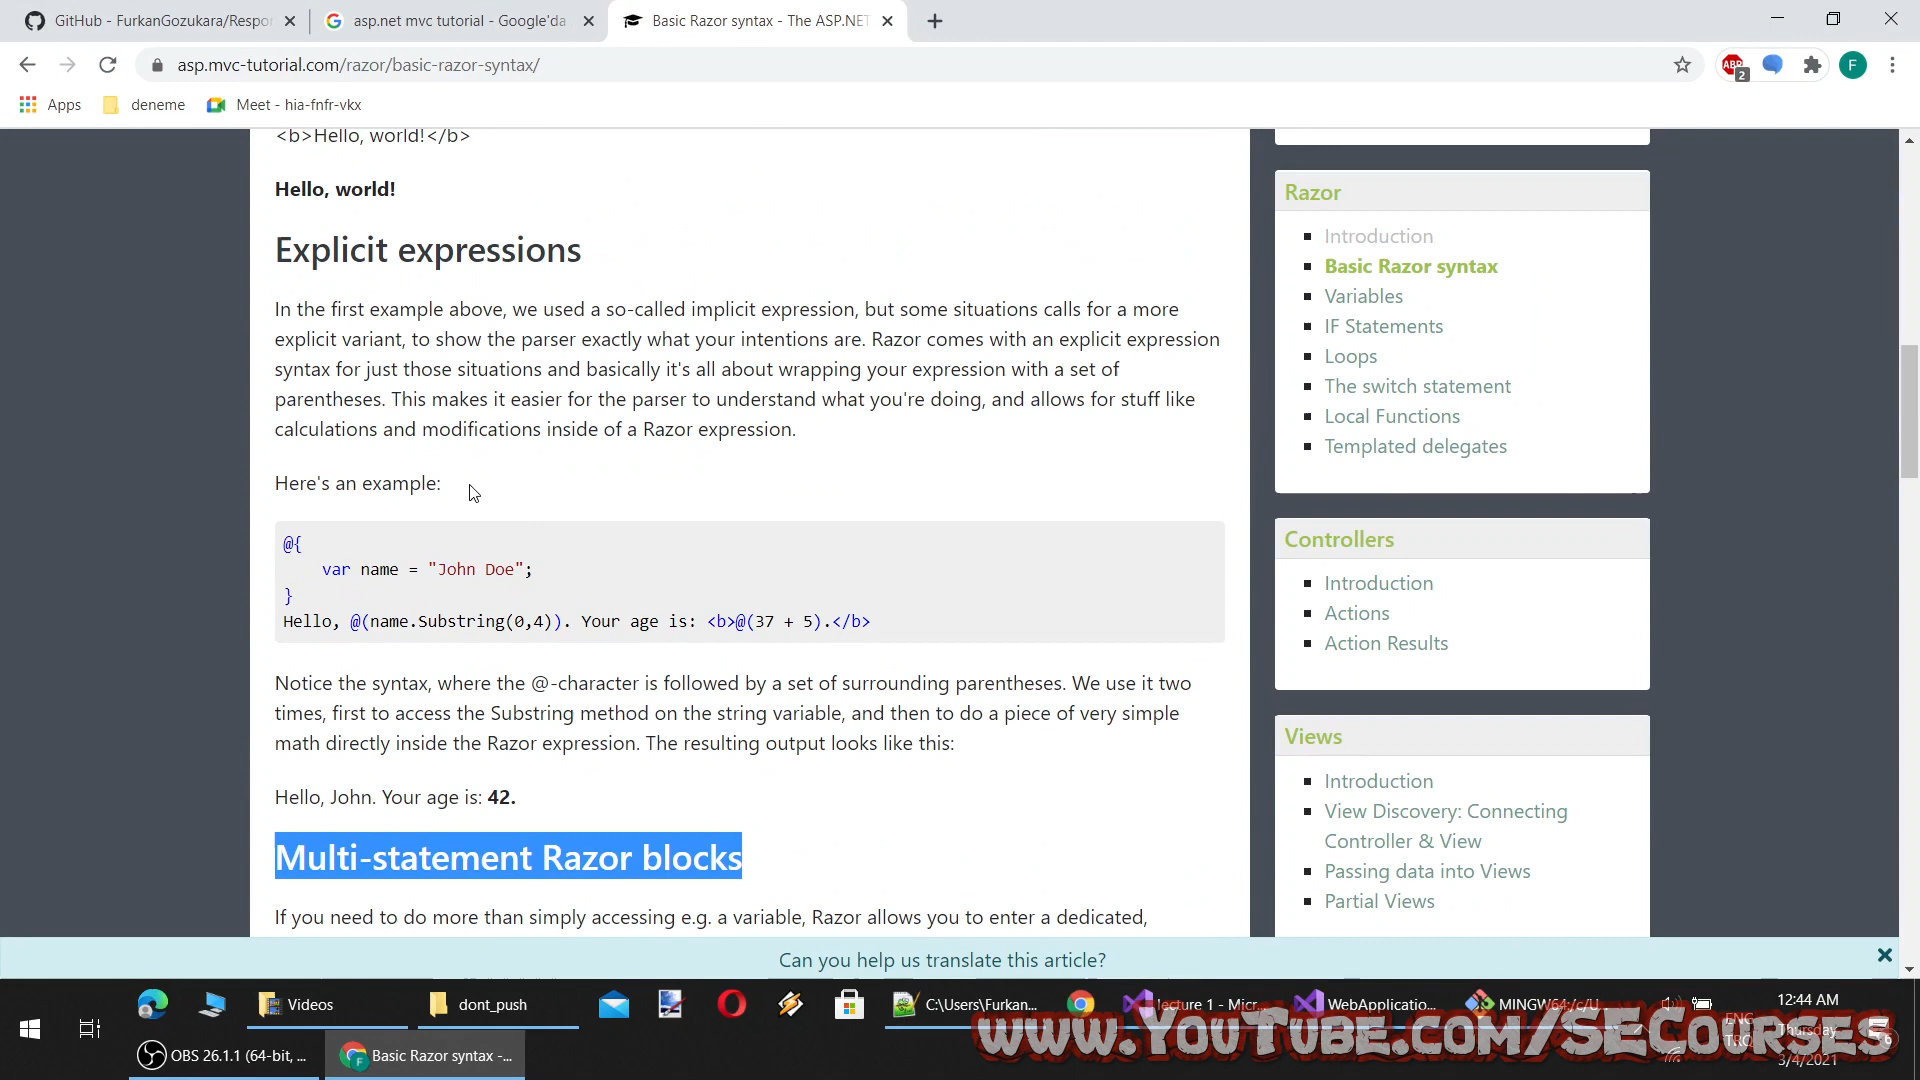 GitHub - FurkanGozukara/Respo
asp.net mvc tutorial - Google'da
Basic Razor syntax - The ASP.NET
asp.mvc-tutorial.com/razor/basic-razor-syntax/
ABP
2
F
Apps
deneme
Meet - hia-fnfr-vkx
<b>Hello, world!</b>
Hello, world!
Explicit expressions
In the first example above, we used a so-called implicit expression, but some situations calls for a more
explicit variant, to show the parser exactly what your intentions are. Razor comes with an explicit expression
syntax for just those situations and basically it's all about wrapping your expression with a set of
parentheses. This makes it easier for the parser to understand what you're doing, and allows for stuff like
calculations and modifications inside of a Razor expression.
Here's an example:
@{
var name = "John Doe";
}
Hello, @(name.Substring(0,4)). Your age is: <b>@(37 + 5).</b>
Notice the syntax, where the @-character is followed by a set of surrounding parentheses. We use it two
times, first to access the Substring method on the string variable, and then to do a piece of very simple
math directly inside the Razor expression. The resulting output looks like this:
Hello, John. Your age is: 42.
Multi-statement Razor blocks
If you need to do more than simply accessing e.g. a variable, Razor allows you to enter a dedicated,
Razor
Introduction
Basic Razor syntax
Variables
IF Statements
Loops
The switch statement
Local Functions
Templated delegates
Controllers
Introduction
Actions
Action Results
Views
Introduction
View Discovery: Connecting
Controller & View
Passing data into Views
Partial Views
Can you help us translate this article?
Videos
dont_push
C:\Users\Furkan...
lecture 1 - Micr...
WebApplicatio...
MINGW64:/c/U...
12:44 AM
ENG
Thursday
3/4/2021
OBS 26.1.1 (64-bit, ...
Basic Razor syntax -...
www.YouTube.com/SECourses